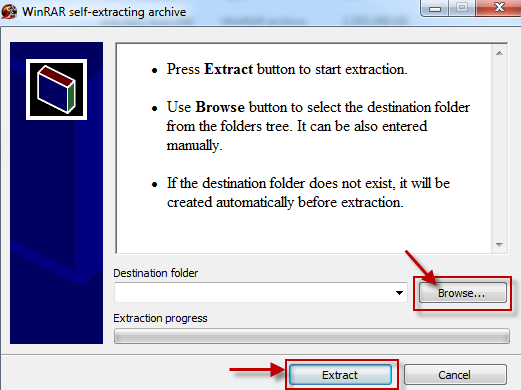 WinRAR self-extracting archive
• Press Extract button to start extraction.
• Use Browse button to select the destination folder
from the folders tree. It can be also entered
manually.
• If the destination folder does not exist, it will be
created automatically before extraction.
Destination folder
Browse...
Extraction progress
Extract
Cancel